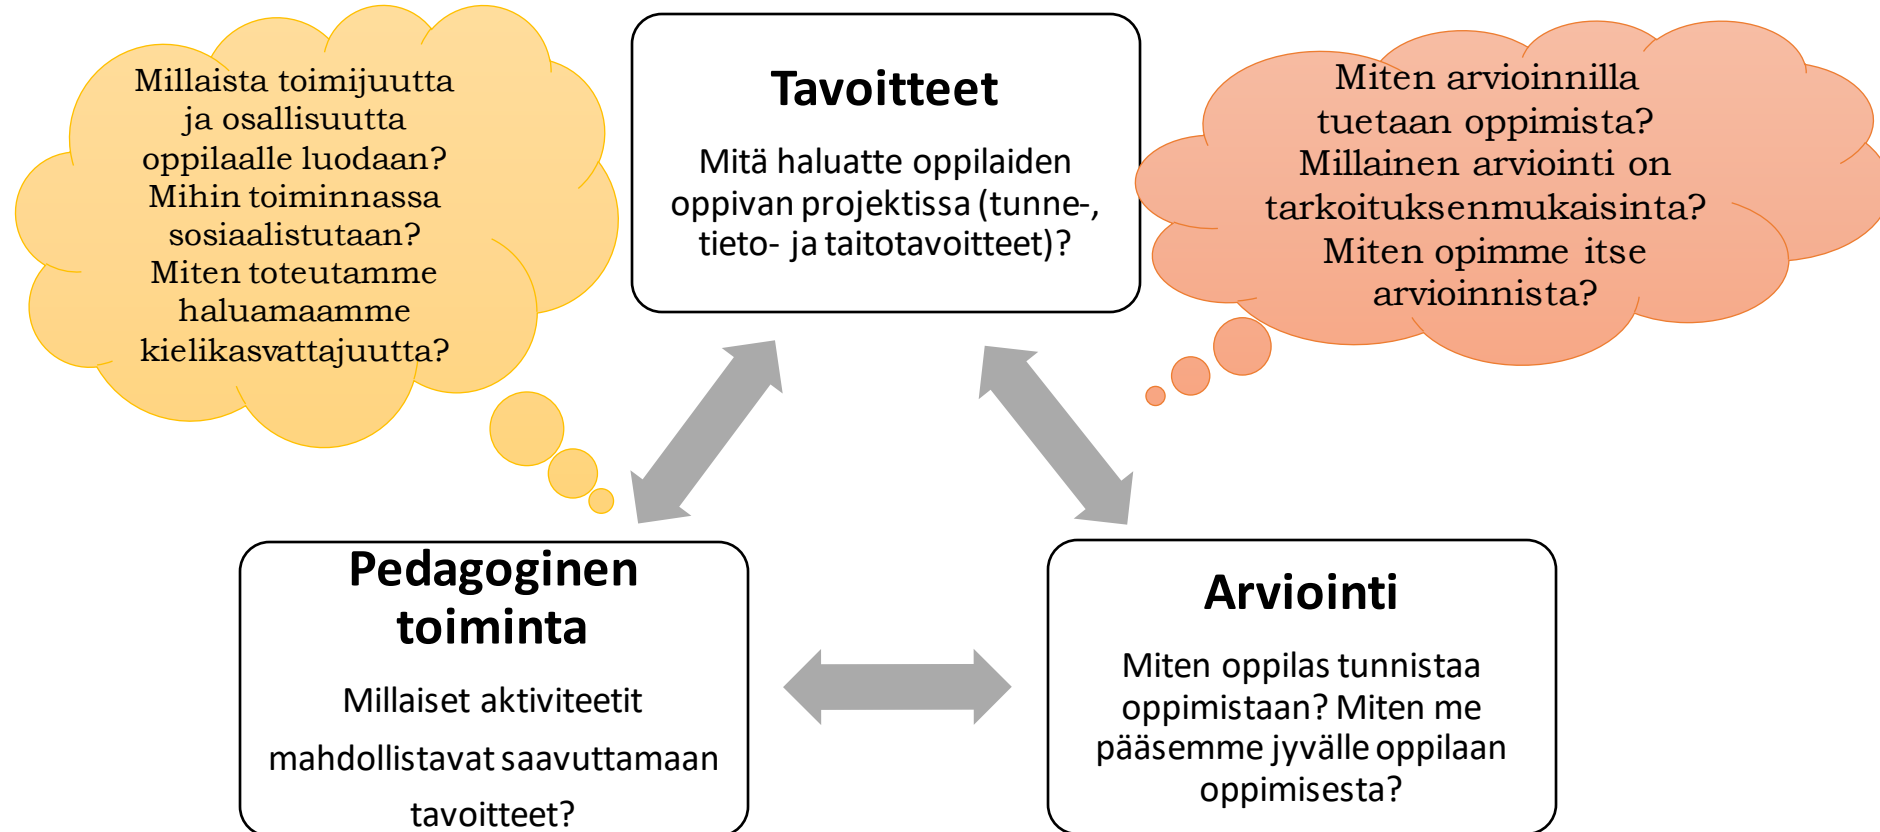 Millaista toimijuutta
ja osallisuutta
oppilaalle luodaan?
Mihin toiminnassa
sosiaalistutaan?
Miten toteutamme
haluamaamme
kielikasvattajuutta?
Tavoitteet
Mitä haluatte oppilaiden
oppivan projektissa (tunne-,
tieto- ja taitotavoitteet)?
Miten arvioinnilla
tuetaan oppimista?
Millainen arviointi on
tarkoituksenmukaisinta?
Miten opimme itse
arvioinnista?
Pedagoginen
toiminta
Millaiset aktiviteetit
mahdollistavat saavuttamaan
tavoitteet?
Arviointi
Miten oppilas tunnistaa
oppimistaan? Miten me
pääsemme jyvälle oppilaan
oppimisesta?